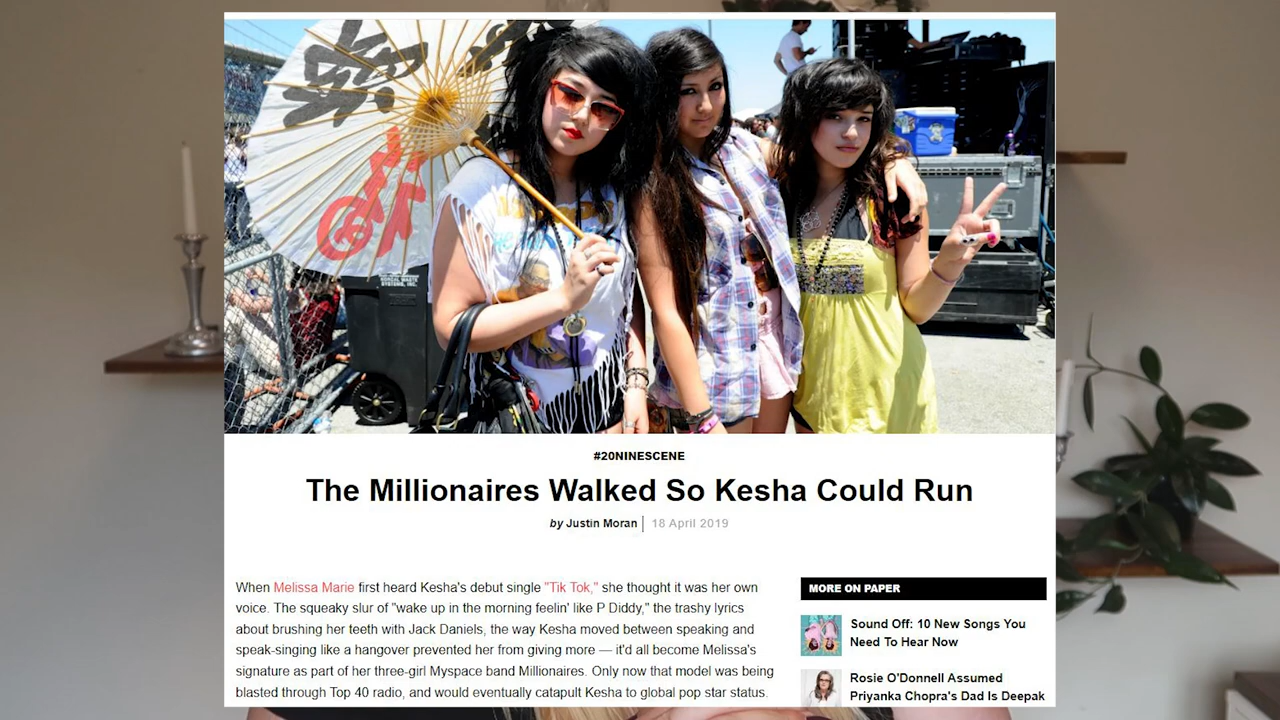 NORCAL WASTE
SYSTEMS, INC.
#20NINESCENE
The Millionaires Walked So Kesha Could Run
by Justin Moran | 18 April 2019
When Melissa Marie first heard Kesha's debut single "Tik Tok," she thought it was her own
voice. The squeaky slur of "wake up in the morning feelin' like P Diddy," the trashy lyrics
about brushing her teeth with Jack Daniels, the way Kesha moved between speaking and
speak-singing like a hangover prevented her from giving more — it'd all become Melissa's
signature as part of her three-girl Myspace band Millionaires. Only now that model was being
blasted through Top 40 radio, and would eventually catapult Kesha to global pop star status.
MORE ON PAPER
Sound Off: 10 New Songs You
Need To Hear Now
Rosie O'Donnell Assumed
Priyanka Chopra's Dad Is Deepak